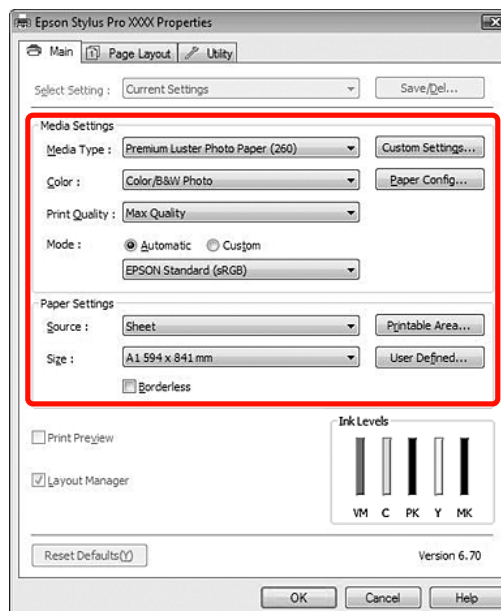 Epson Stylus Pro XXXX Properties
Main Page Layout Utility
Select Setting : Current Settings Save/Del...
Media Settings
Media Type : Premium Luster Photo Paper (260) Custom Settings...
Color : Color/B&W Photo Paper Config...
Print Quality : Max Quality
Mode : Automatic Custom
EPSON Standard (sRGB)
Paper Settings
Source : Sheet Printable Area...
Size : A1 594 x 841 mm User Defined...
Borderless
Print Preview
Layout Manager
Ink Levels
VM C PK Y MK
Reset Defaults(Y) Version 6.70
OK Cancel Help